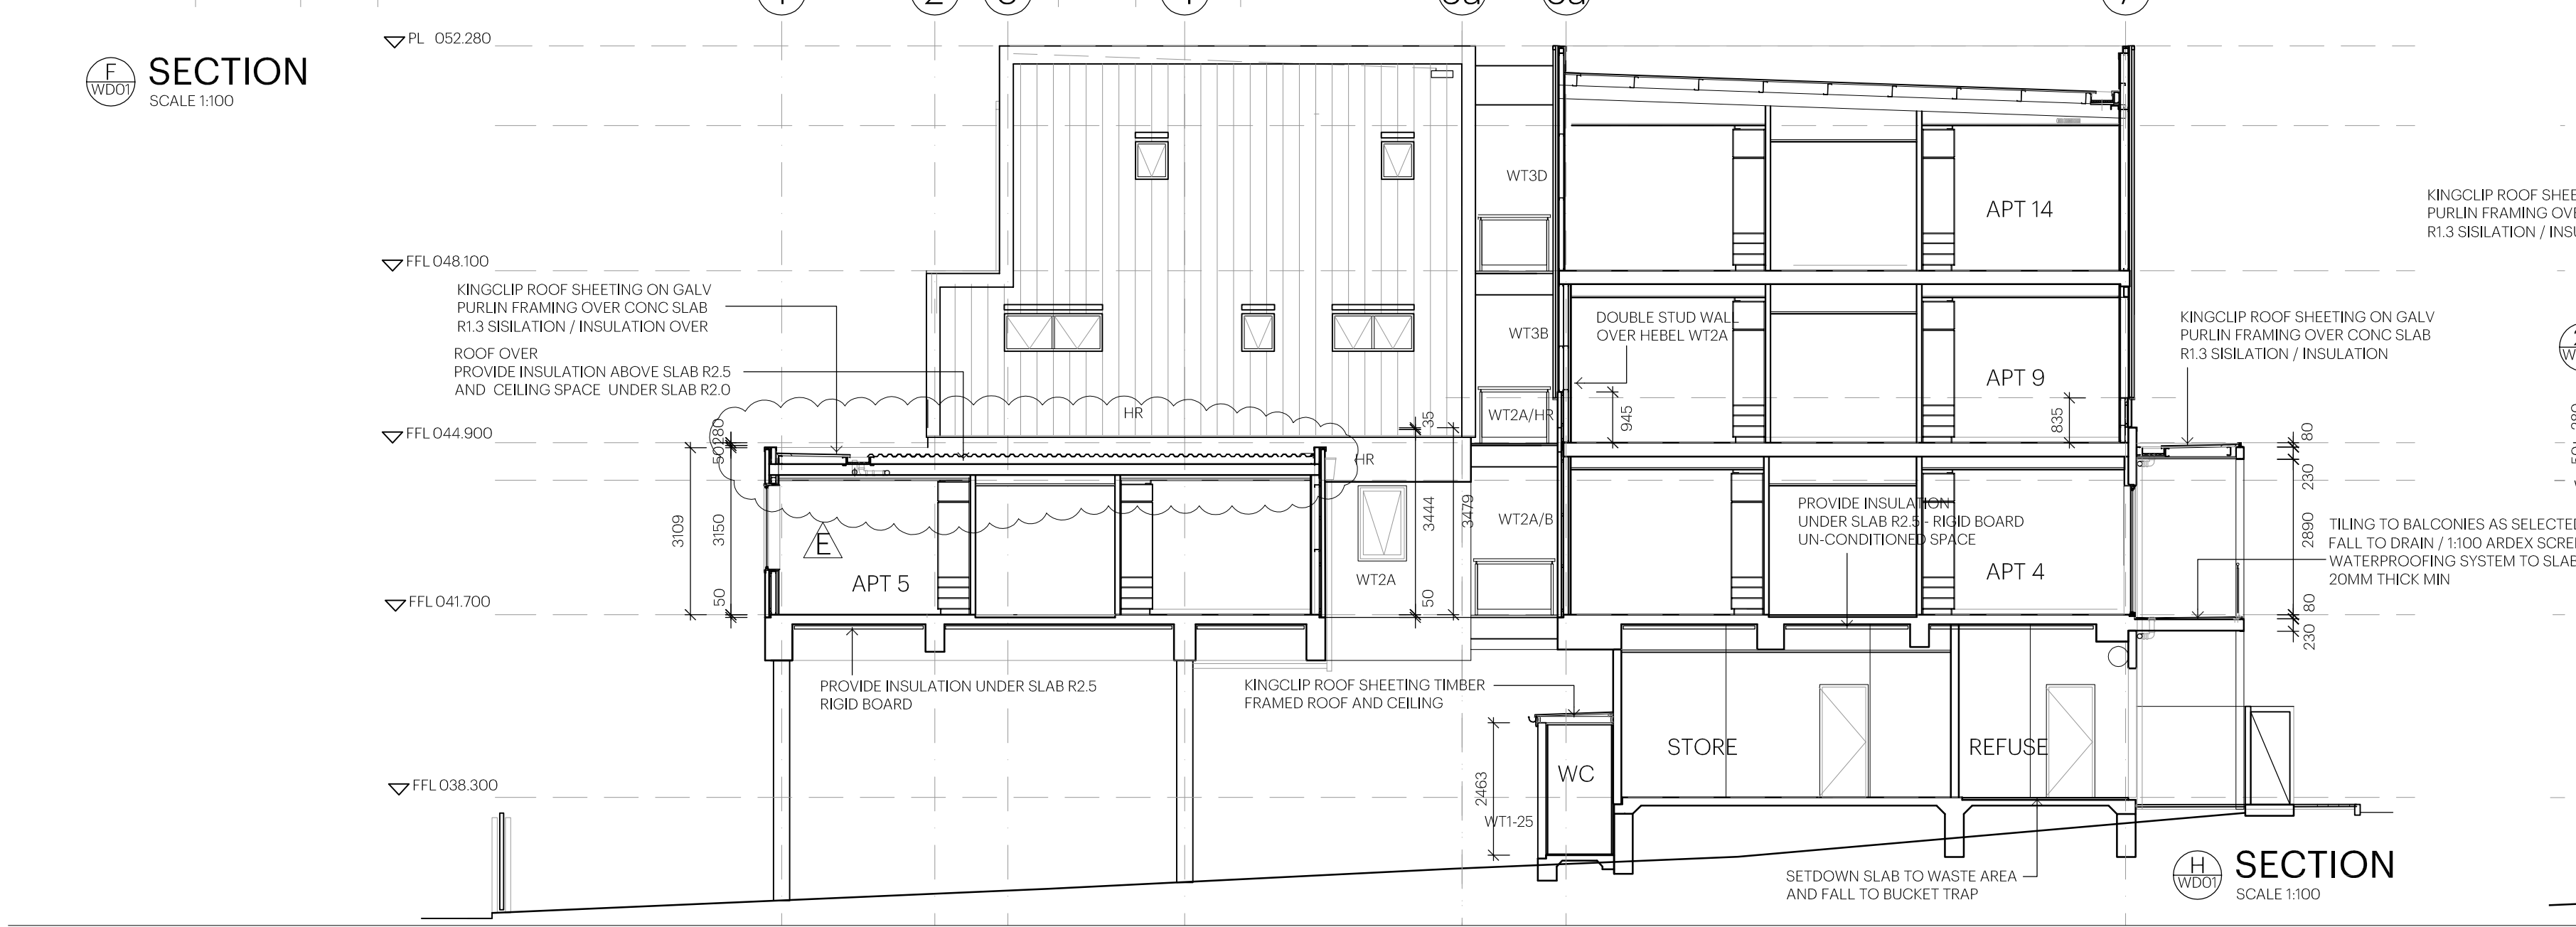 PL 052.280
F
WD01
SECTION
SCALE 1:100
WT3D
APT 14
KINGCLIP ROOF SHEE
PURLIN FRAMING OVE
R1.3 SISILATION / INSU
FFL 048.100
KINGCLIP ROOF SHEETING ON GALV
PURLIN FRAMING OVER CONC SLAB
R1.3 SISILATION / INSULATION OVER
ROOF OVER
PROVIDE INSULATION ABOVE SLAB R2.5
AND CEILING SPACE UNDER SLAB R2.0
WT3B
DOUBLE STUD WALL
OVER HEBEL WT2A
APT 9
KINGCLIP ROOF SHEETING ON GALV
PURLIN FRAMING OVER CONC SLAB
R1.3 SISILATION / INSULATION
HR
WT2A/HR
945
835
35
FFL 044.900
50
280
80
230
HR
3109
3150
50
3444
3479
50
WT2A/B
WT2A
E
APT 5
PROVIDE INSULATION
UNDER SLAB R2.5 - RIGID BOARD
UN-CONDITIONED SPACE
APT 4
2890
80
230
TILING TO BALCONIES AS SELECTED
FALL TO DRAIN / 1:100 ARDEX SCREE
WATERPROOFING SYSTEM TO SLAB
20MM THICK MIN
FFL 041.700
PROVIDE INSULATION UNDER SLAB R2.5
RIGID BOARD
KINGCLIP ROOF SHEETING TIMBER
FRAMED ROOF AND CEILING
STORE
REFUSE
WC
2463
WT1-25
FFL 038.300
SETDOWN SLAB TO WASTE AREA
AND FALL TO BUCKET TRAP
H
WD01
SECTION
SCALE 1:100